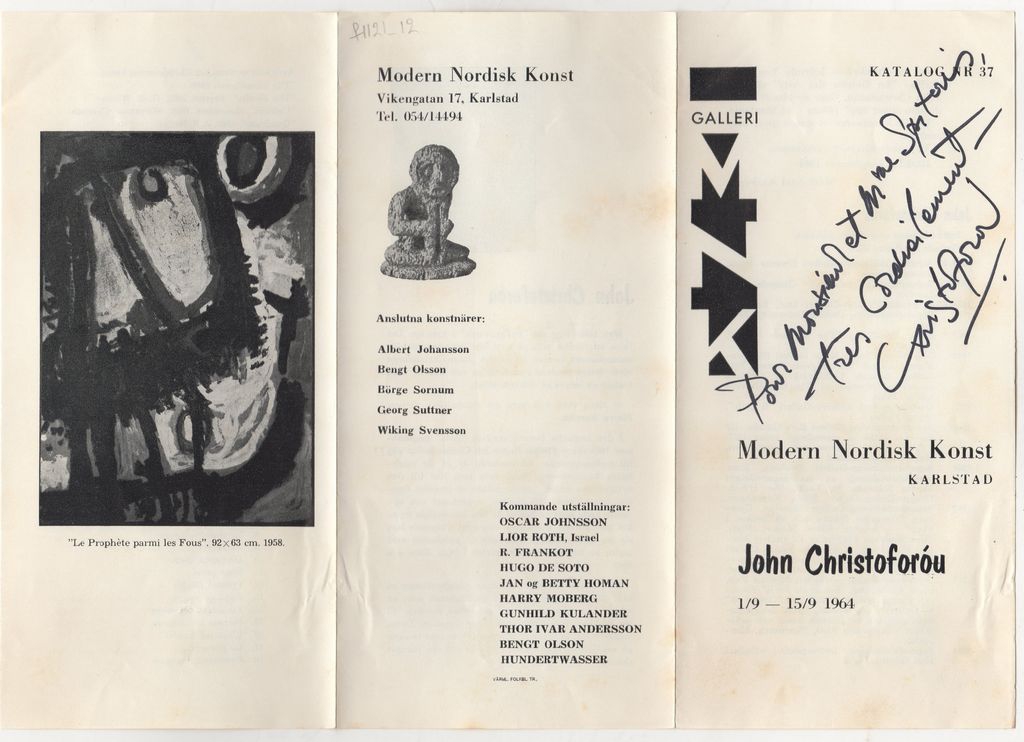 "Le Prophète parmi les Fous". 92×63 cm. 1958.
Modern Nordisk Konst
Vikengatan 17, Karlstad
Tel. 054/14494
Anslutna konstnärer:
Albert Johansson
Bengt Olsson
Börge Sornum
Georg Suttner
Wiking Svensson
Kommande utställningar:
OSCAR JOHNSSON
LIOR ROTH, Israel
R. FRANKOT
HUGO DE SOTO
JAN og BETTY HOMAN
HARRY MOBERG
GUNHILD KULANDER
THOR IVAR ANDERSSON
BENGT OLSON
HUNDERTWASSER
VÄRML. FOLKBL. TR.
KATALOG NR 37
GALLERI
Pour Monsieur et Mme
Très Cordialement
Christoforou
Modern Nordisk Konst
KARLSTAD
John Christoforóu
1/9 — 15/9 1964